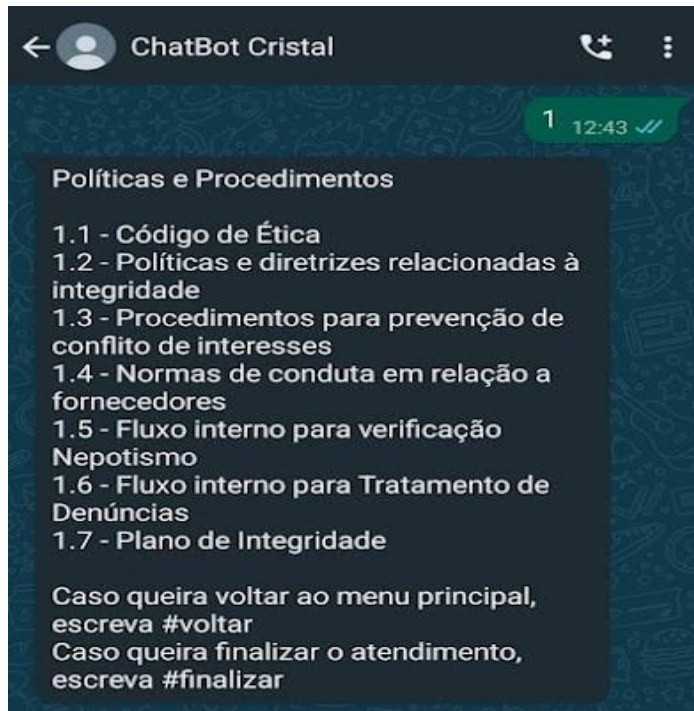 ChatBot Cristal
1 12:43
Políticas e Procedimentos
1.1 - Código de Ética
1.2 - Políticas e diretrizes relacionadas à
integridade
1.3 - Procedimentos para prevenção de
conflito de interesses
1.4 - Normas de conduta em relação a
fornecedores
1.5 - Fluxo interno para verificação
Nepotismo
1.6 - Fluxo interno para Tratamento de
Denúncias
1.7 - Plano de Integridade
Caso queira voltar ao menu principal,
escreva #voltar
Caso queira finalizar o atendimento,
escreva #finalizar